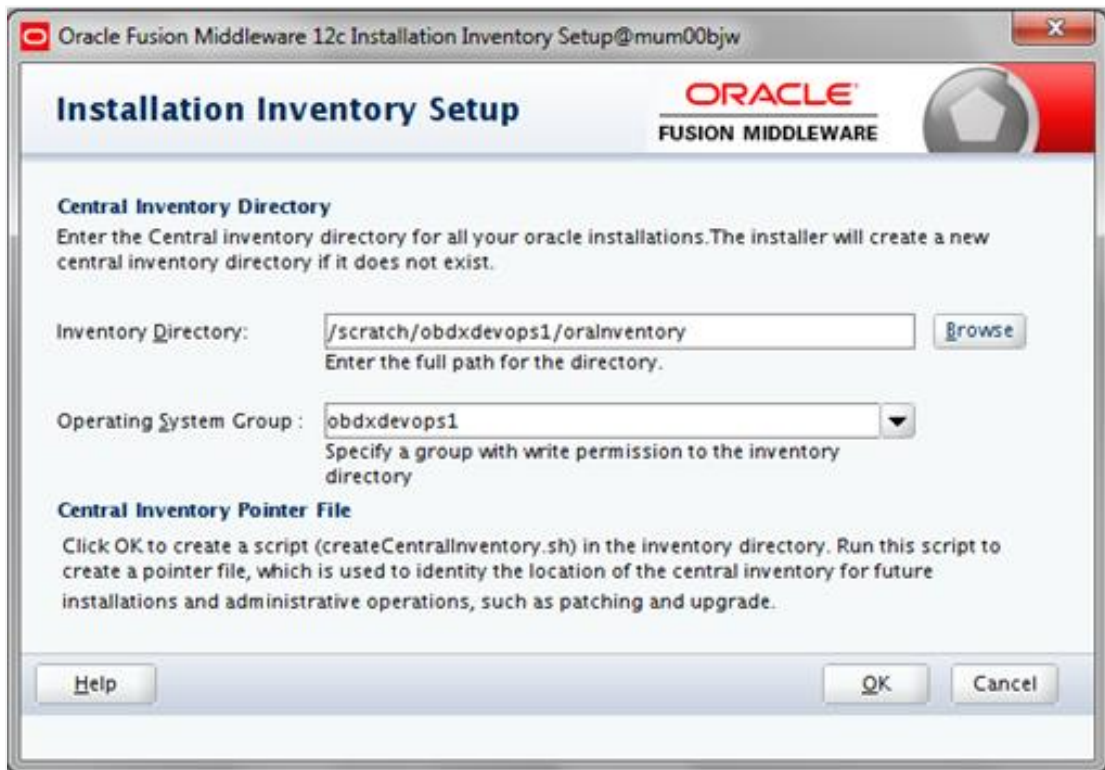 Oracle Fusion Middleware 12c Installation Inventory Setup@mum00bjw
Installation Inventory Setup
ORACLE
FUSION MIDDLEWARE
Central Inventory Directory
Enter the Central inventory directory for all your oracle installations.The installer will create a new
central inventory directory if it does not exist.
Inventory Directory:
/scratch/obdxdevops1/oraInventory
Browse
Enter the full path for the directory.
Operating System Group :
obdxdevops1
Specify a group with write permission to the inventory
directory
Central Inventory Pointer File
Click OK to create a script (createCentralInventory.sh) in the inventory directory. Run this script to
create a pointer file, which is used to identity the location of the central inventory for future
installations and administrative operations, such as patching and upgrade.
Help
OK
Cancel